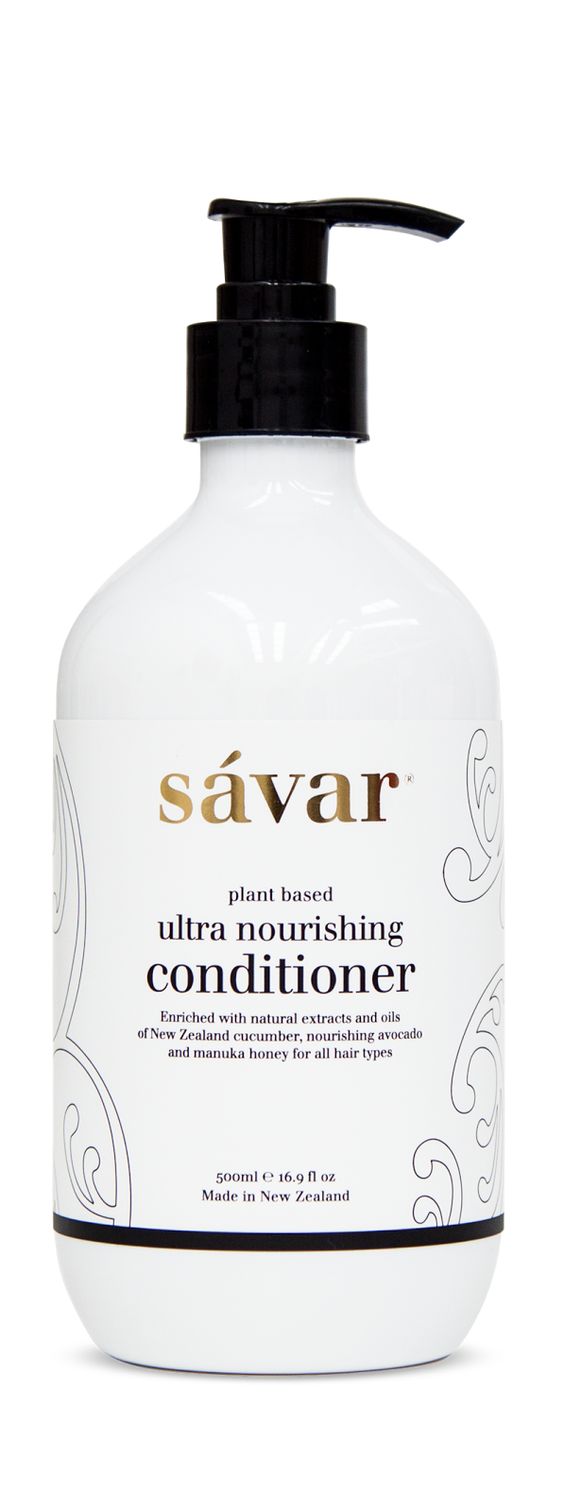 sávar®
plant based
ultra nourishing
conditioner
Enriched with natural extracts and oils
of New Zealand cucumber, nourishing avocado
and manuka honey for all hair types
500ml ℮ 16.9 fl oz
Made in New Zealand